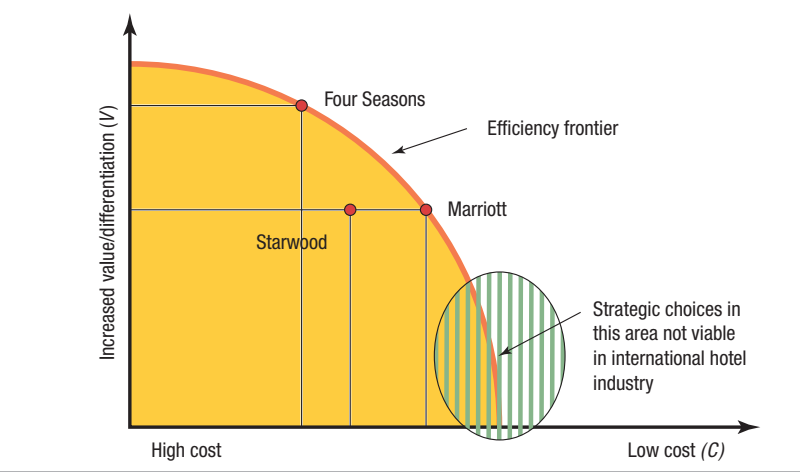 Increased value/differentiation (V)
Four Seasons
Efficiency frontier
Marriott
Starwood
Strategic choices in
this area not viable
in international hotel
industry
High cost
Low cost (C)